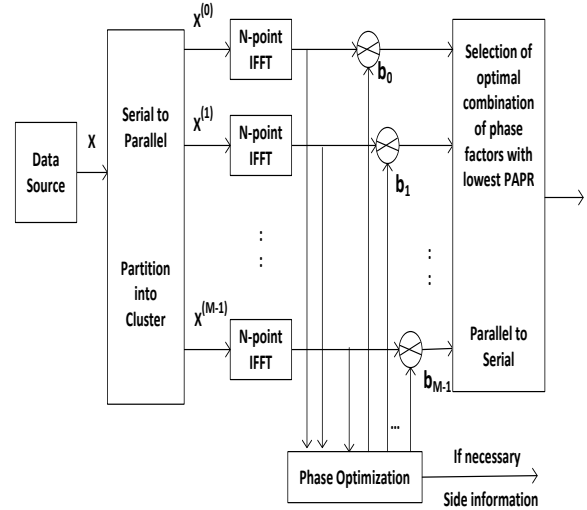 Data
Source
X
Serial to
Parallel
Partition
into
Cluster
X(0)
N-point
IFFT
b0
X(1)
N-point
IFFT
b1
:
:
:
:
:
:
X(M-1)
N-point
IFFT
bM-1
...
Phase Optimization
If necessary
Side information
Selection of
optimal
combination
of phase
factors with
lowest PAPR
Parallel to
Serial